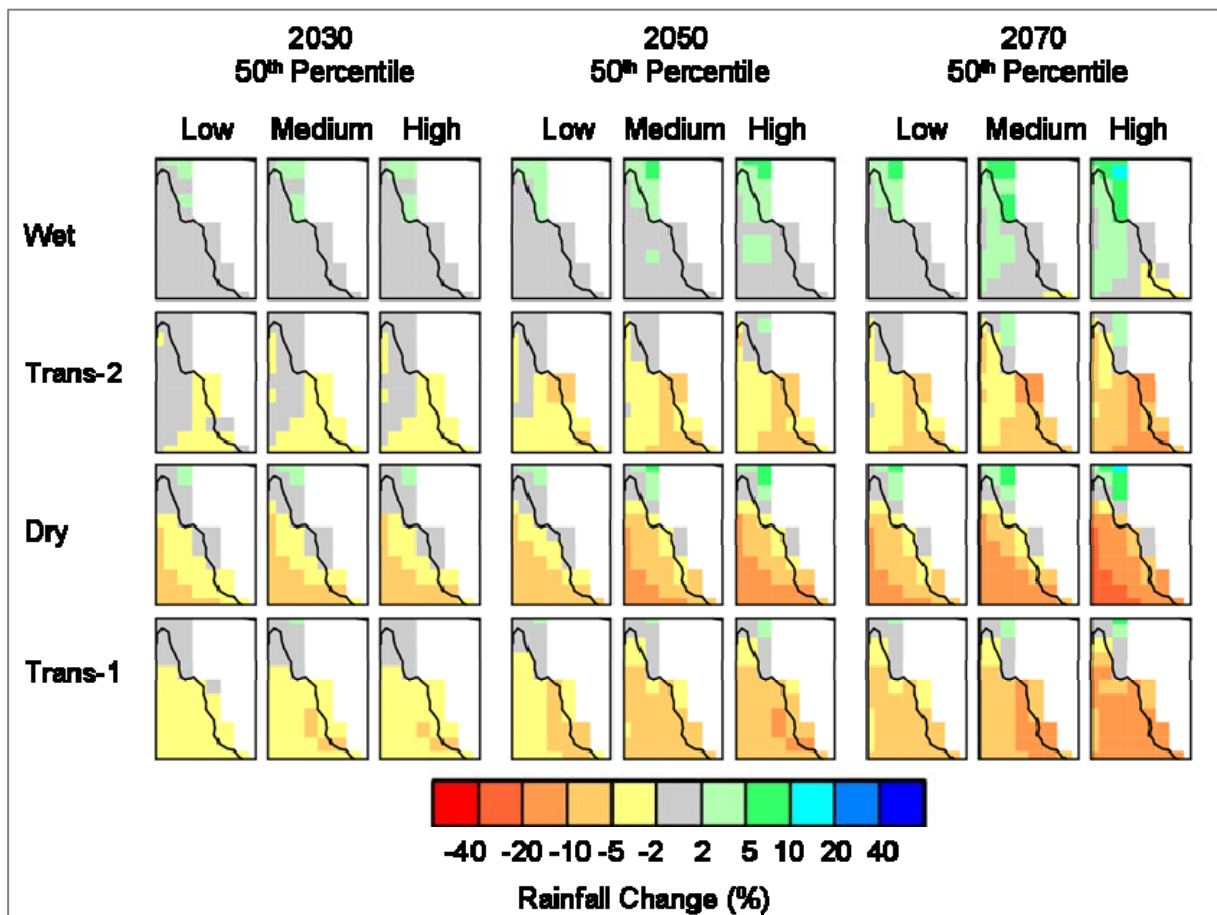 2030 2050 2070
50th Percentile 50th Percentile 50th Percentile
Low Medium High Low Medium High Low Medium High
Wet
Trans-2
Dry
Trans-1
-40 -20 -10 -5 -2 2 5 10 20 40
Rainfall Change (%)